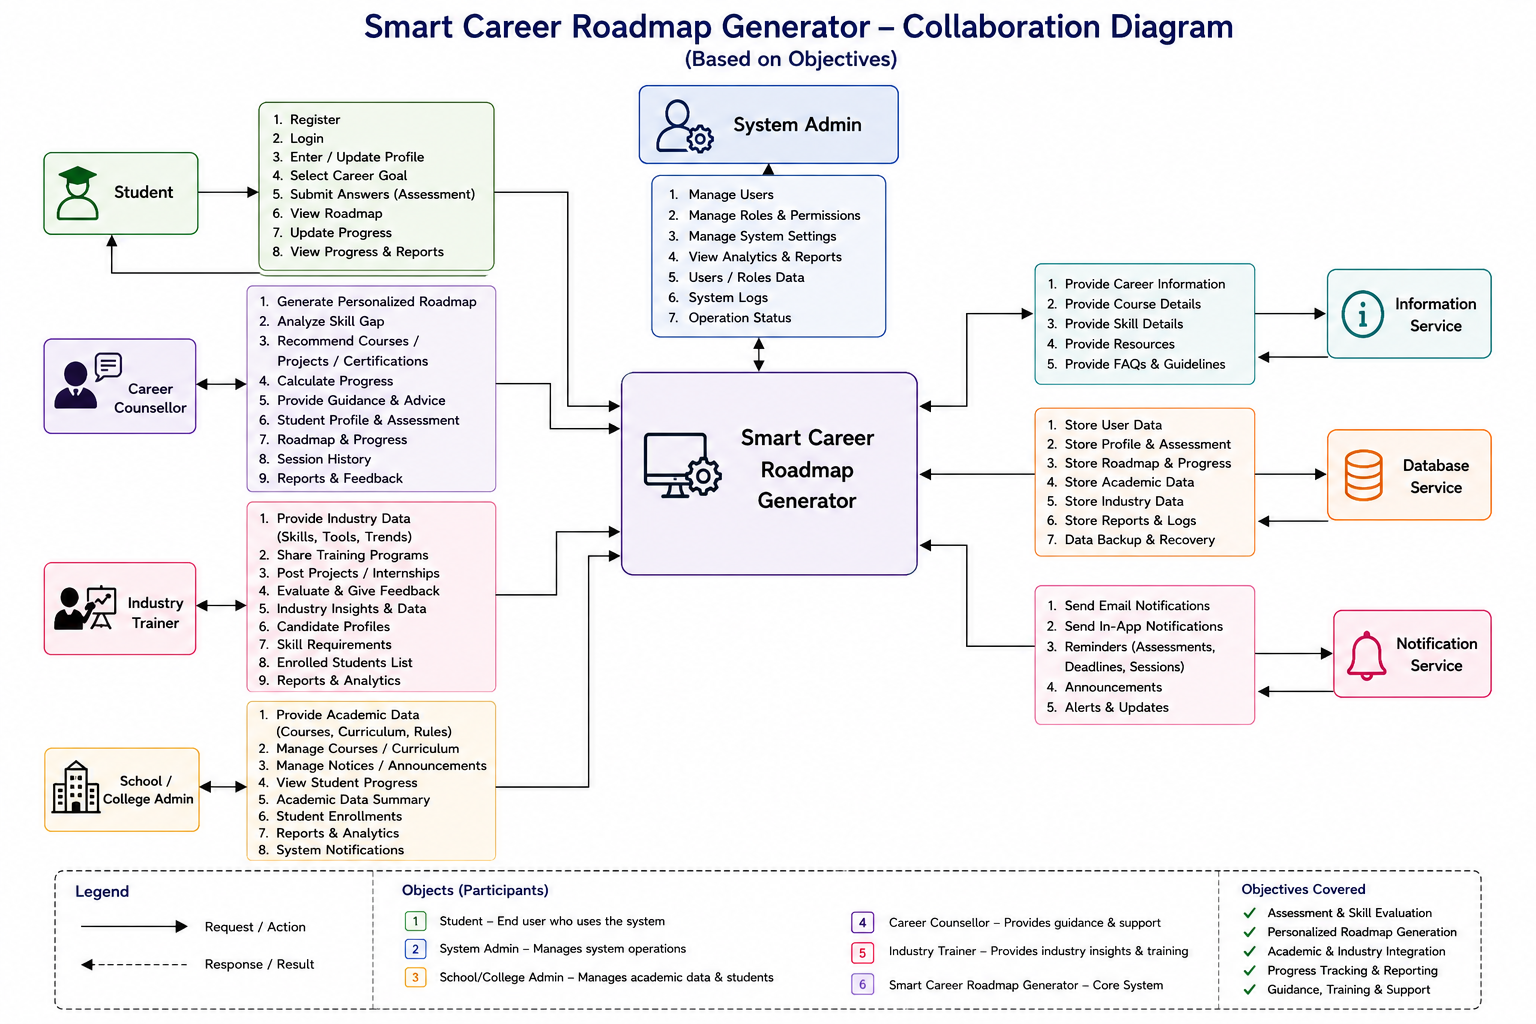 Smart Career Roadmap Generator – Collaboration Diagram
(Based on Objectives)
Student
1. Register
2. Login
3. Enter / Update Profile
4. Select Career Goal
5. Submit Answers (Assessment)
6. View Roadmap
7. Update Progress
8. View Progress & Reports
System Admin
1. Manage Users
2. Manage Roles & Permissions
3. Manage System Settings
4. View Analytics & Reports
5. Users / Roles Data
6. System Logs
7. Operation Status
Career
Counsellor
1. Generate Personalized Roadmap
2. Analyze Skill Gap
3. Recommend Courses /
Projects / Certifications
4. Calculate Progress
5. Provide Guidance & Advice
6. Student Profile & Assessment
7. Roadmap & Progress
8. Session History
9. Reports & Feedback
Smart Career
Roadmap
Generator
Industry
Trainer
1. Provide Industry Data
(Skills, Tools, Trends)
2. Share Training Programs
3. Post Projects / Internships
4. Evaluate & Give Feedback
5. Industry Insights & Data
6. Candidate Profiles
7. Skill Requirements
8. Enrolled Students List
9. Reports & Analytics
School /
College Admin
1. Provide Academic Data
(Courses, Curriculum, Rules)
2. Manage Courses / Curriculum
3. Manage Notices / Announcements
4. View Student Progress
5. Academic Data Summary
6. Student Enrollments
7. Reports & Analytics
8. System Notifications
1. Provide Career Information
2. Provide Course Details
3. Provide Skill Details
4. Provide Resources
5. Provide FAQs & Guidelines
Information
Service
1. Store User Data
2. Store Profile & Assessment
3. Store Roadmap & Progress
4. Store Academic Data
5. Store Industry Data
6. Store Reports & Logs
7. Data Backup & Recovery
Database
Service
1. Send Email Notifications
2. Send In-App Notifications
3. Reminders (Assessments,
Deadlines, Sessions)
4. Announcements
5. Alerts & Updates
Notification
Service
Legend
Request / Action
Response / Result
Objects (Participants)
1 Student – End user who uses the system
2 System Admin – Manages system operations
3 School/College Admin – Manages academic data & students
4 Career Counsellor – Provides guidance & support
5 Industry Trainer – Provides industry insights & training
6 Smart Career Roadmap Generator – Core System
Objectives Covered
Assessment & Skill Evaluation
Personalized Roadmap Generation
Academic & Industry Integration
Progress Tracking & Reporting
Guidance, Training & Support